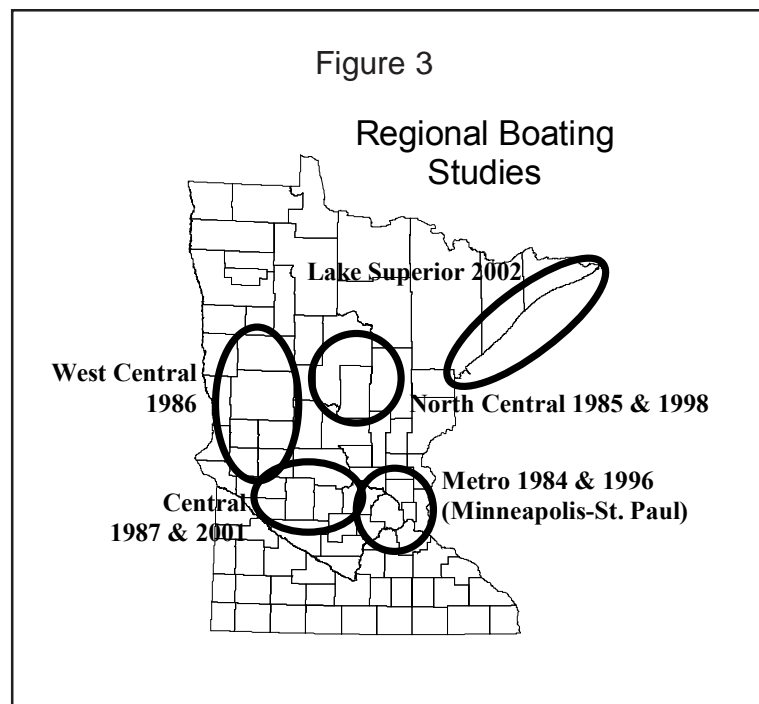 Figure 3
Regional Boating
Studies
Lake Superior 2002
West Central
1986
North Central 1985 & 1998
Metro 1984 & 1996
(Minneapolis-St. Paul)
Central
1987 & 2001